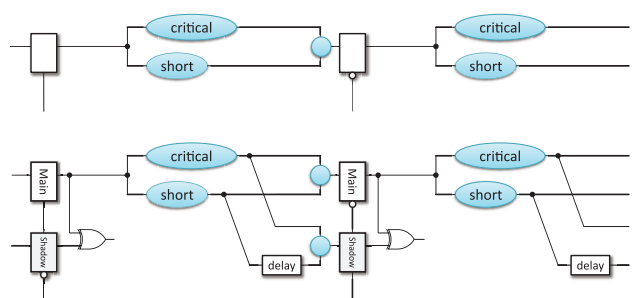 critical
short
critical
short
Main
critical
short
Main
critical
short
Shadow
delay
Shadow
delay